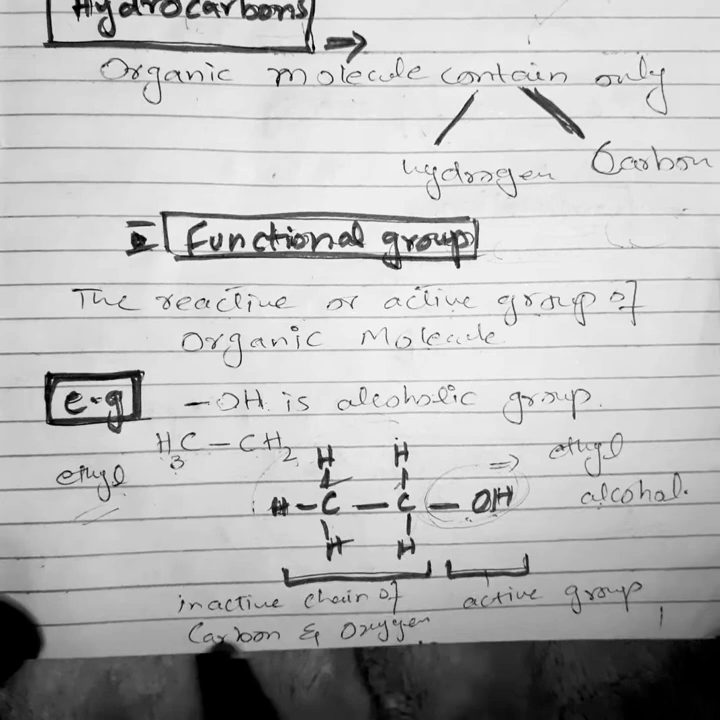 Hydrocarbons →
Organic molecule contain only
hydrogen Carbon
Functional group
The reactive or active group of
Organic Molecule
e-g -OH is alcoholic group.
H3C - CH2
ethyl
H H
H - C - C - OH ⇒ ethyl
alcohal.
H H
inactive chain of active group
Carbon & Oxygen